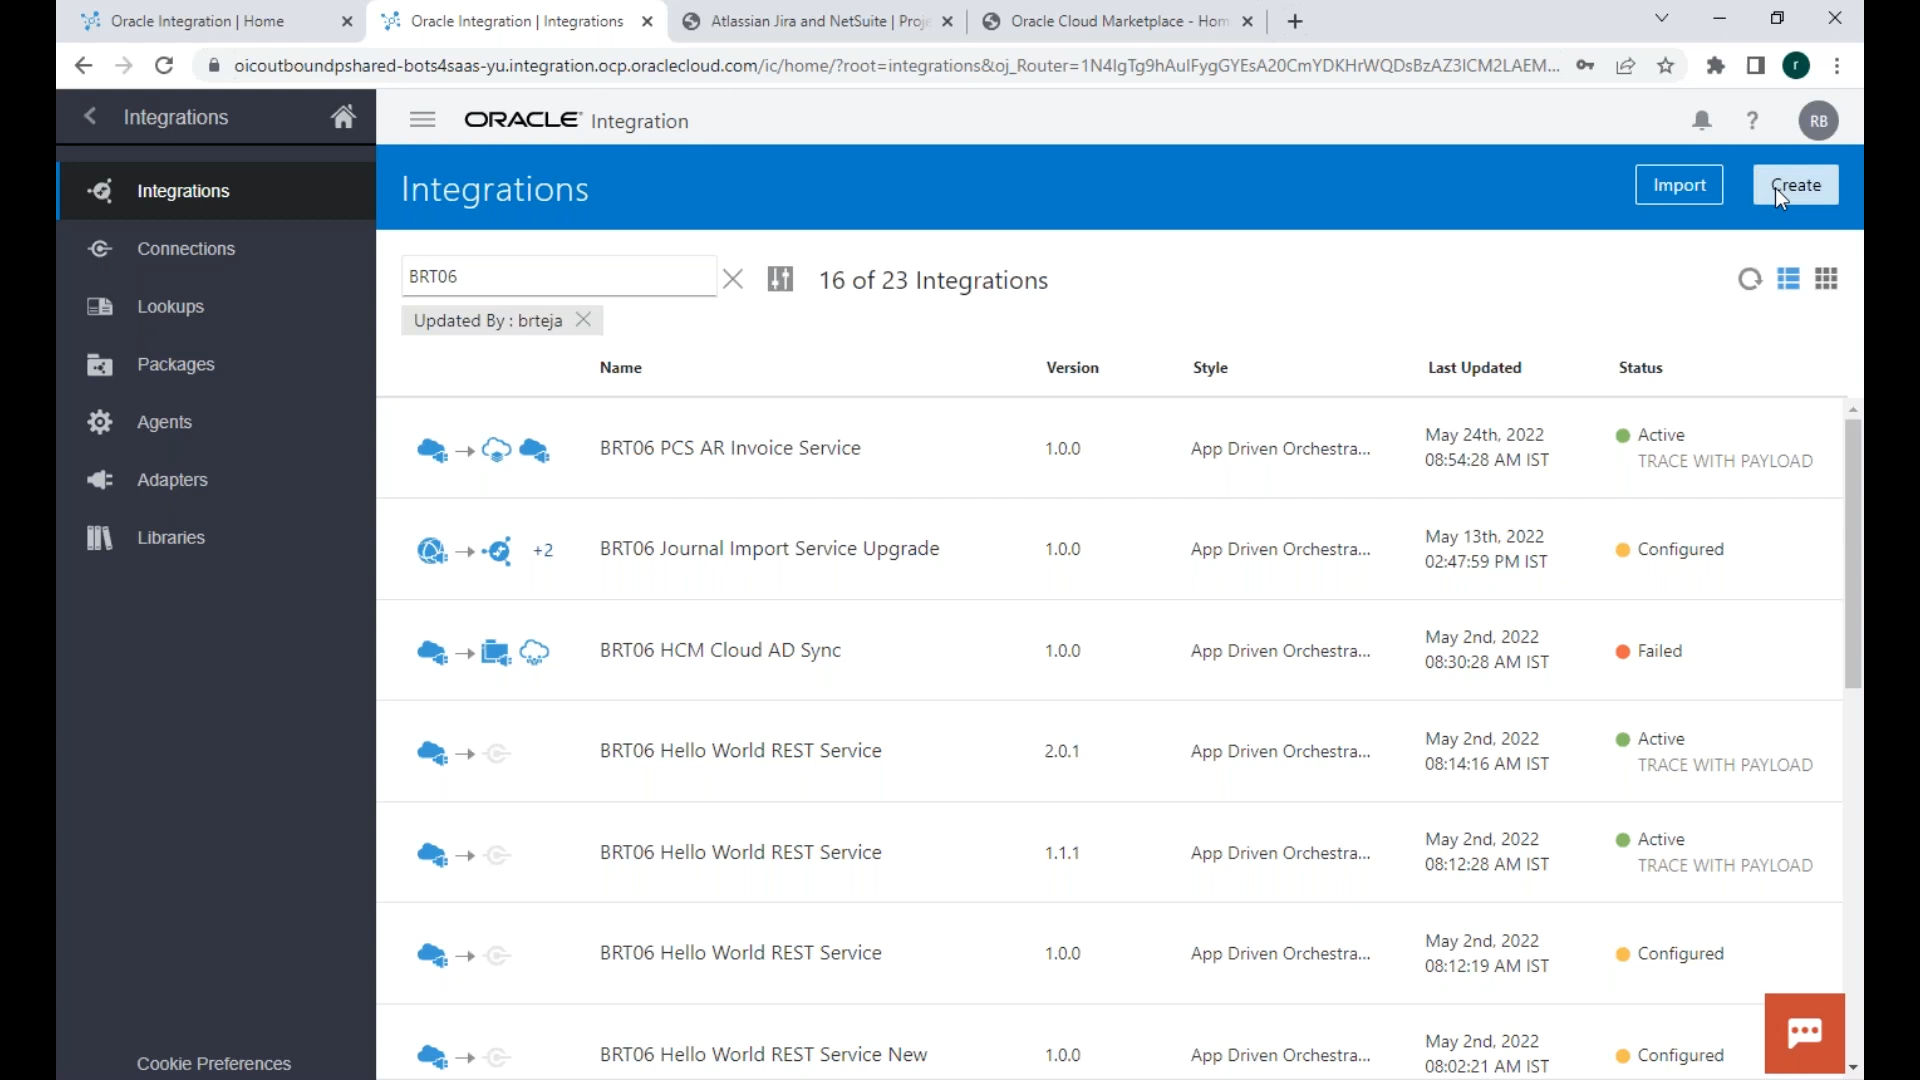 Oracle Integration | Home
Oracle Integration | Integrations
Atlassian Jira and NetSuite | Proje
Oracle Cloud Marketplace - Hom
oicoutboundpshared-bots4saas-yu.integration.ocp.oraclecloud.com/ic/home/?root=integrations&oj_Router=1N4IgTg9hAuIFygGYEsA20CmYDKHrWQDsBzAZ3ICM2LAEM...
r
Integrations
ORACLE Integration
?
RB
Integrations
Connections
Lookups
Packages
Agents
Adapters
Libraries
Cookie Preferences
Integrations
Import
Create
BRT06
16 of 23 Integrations
Updated By : brteja
Name Version Style Last Updated Status
BRT06 PCS AR Invoice Service 1.0.0 App Driven Orchestra... May 24th, 2022 Active
08:54:28 AM IST TRACE WITH PAYLOAD
+2 BRT06 Journal Import Service Upgrade 1.0.0 App Driven Orchestra... May 13th, 2022 Configured
02:47:59 PM IST
BRT06 HCM Cloud AD Sync 1.0.0 App Driven Orchestra... May 2nd, 2022 Failed
08:30:28 AM IST
BRT06 Hello World REST Service 2.0.1 App Driven Orchestra... May 2nd, 2022 Active
08:14:16 AM IST TRACE WITH PAYLOAD
BRT06 Hello World REST Service 1.1.1 App Driven Orchestra... May 2nd, 2022 Active
08:12:28 AM IST TRACE WITH PAYLOAD
BRT06 Hello World REST Service 1.0.0 App Driven Orchestra... May 2nd, 2022 Configured
08:12:19 AM IST
BRT06 Hello World REST Service New 1.0.0 App Driven Orchestra... May 2nd, 2022 Configured
08:02:21 AM IST